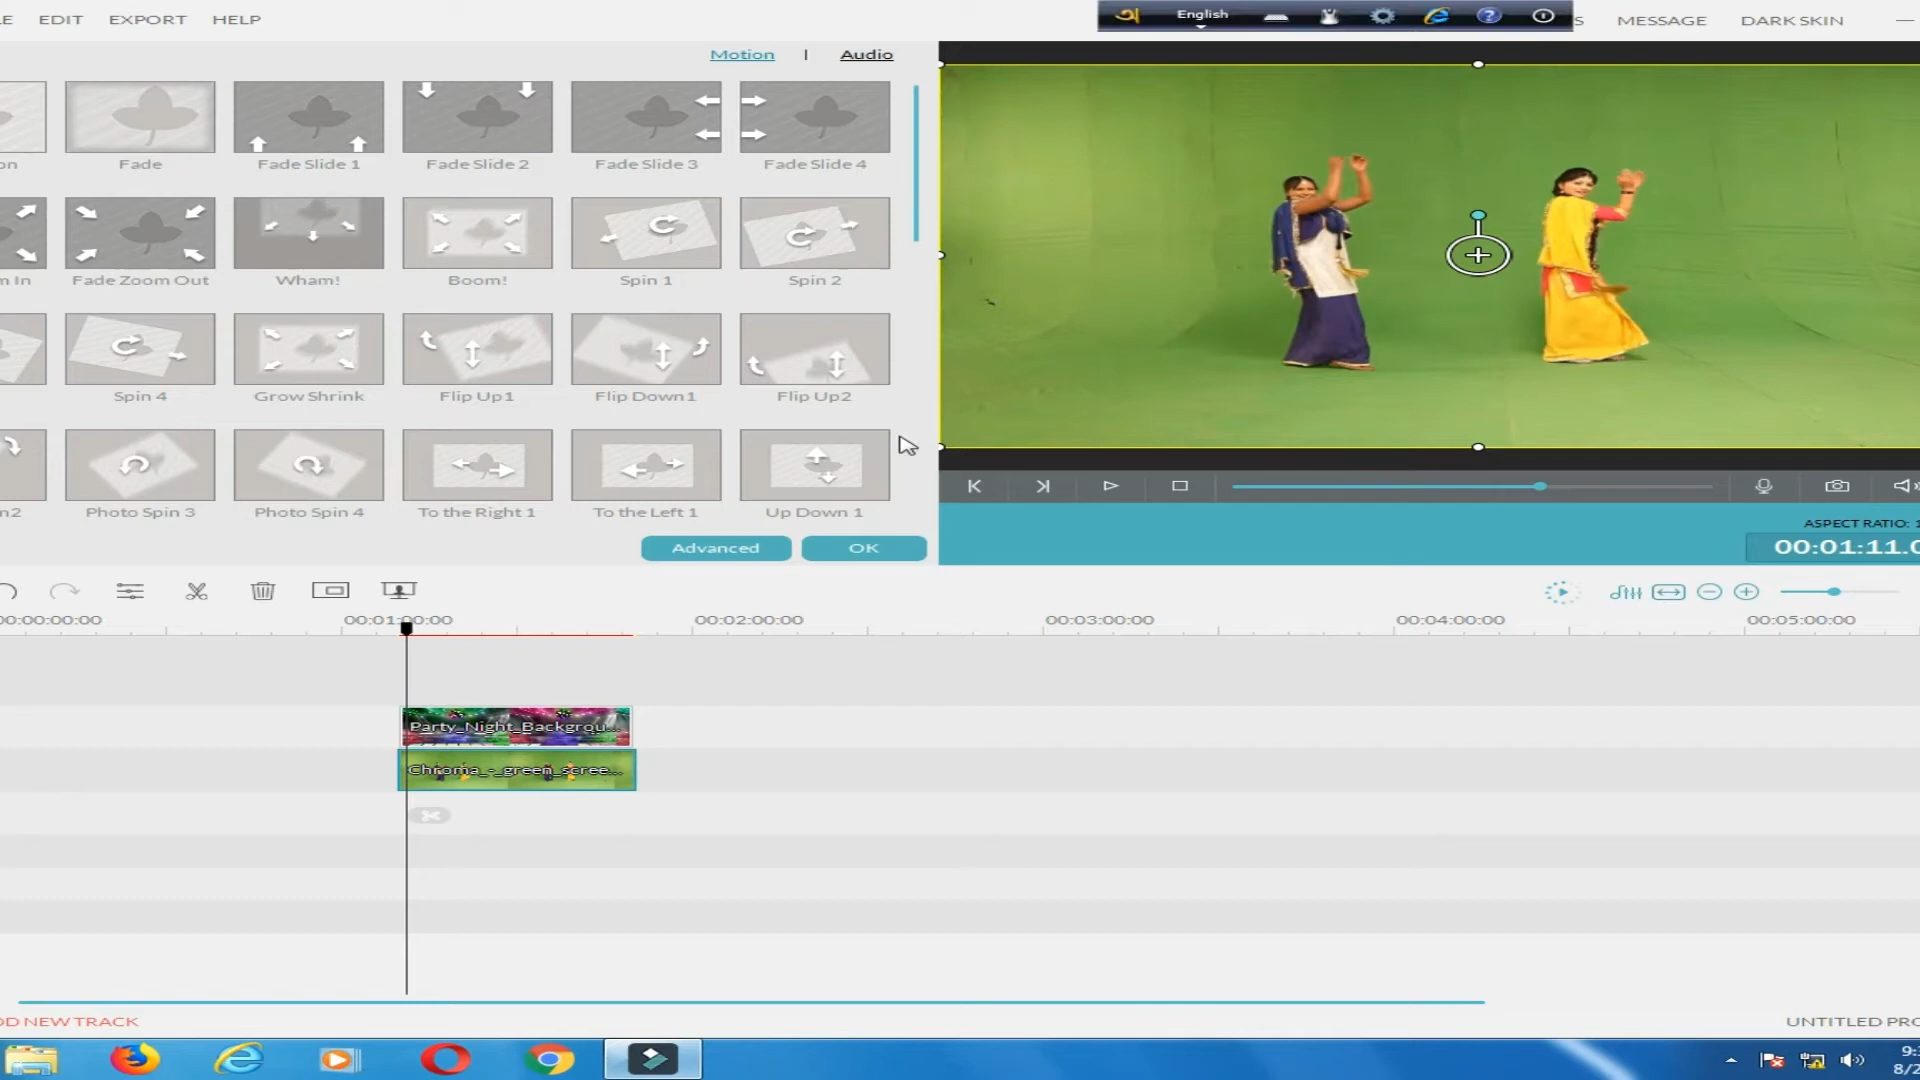 EDIT EXPORT HELP
অ English
MESSAGE DARK SKIN
Motion | Audio
Fade Fade Slide 1 Fade Slide 2 Fade Slide 3 Fade Slide 4
In Fade Zoom Out Wham! Boom! Spin 1 Spin 2
Spin 4 Grow Shrink Flip Up1 Flip Down1 Flip Up2
Photo Spin 3 Photo Spin 4 To the Right 1 To the Left 1 Up Down 1
Advanced OK
ASPECT RATIO: 1
00:01:11.0
00:00:00:00 00:01:00:00 00:02:00:00 00:03:00:00 00:04:00:00 00:05:00:00
Party_Night_Backgrou...
Chroma_-_green_scree...
NEW TRACK
UNTITLED PRO
9:
8/2